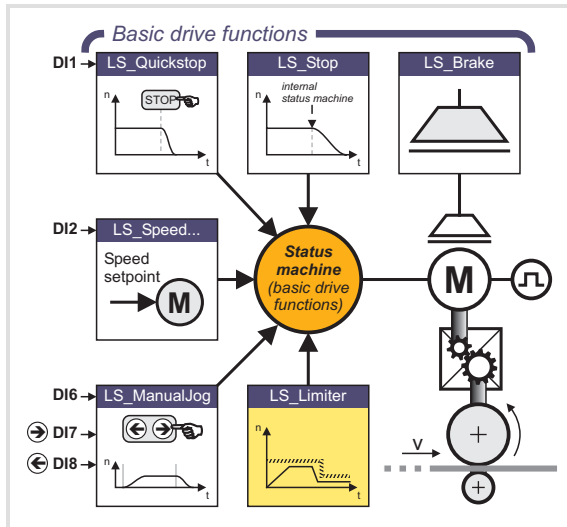 Basic drive functions
DI1
LS_Quickstop
n
STOP
t
LS_Stop
n
internal
status machine
t
LS_Brake
DI2
LS_Speed...
Speed
setpoint
M
Status
machine
(basic drive
functions)
M
DI6
DI7
DI8
LS_ManualJog
n
t
LS_Limiter
n
t
v